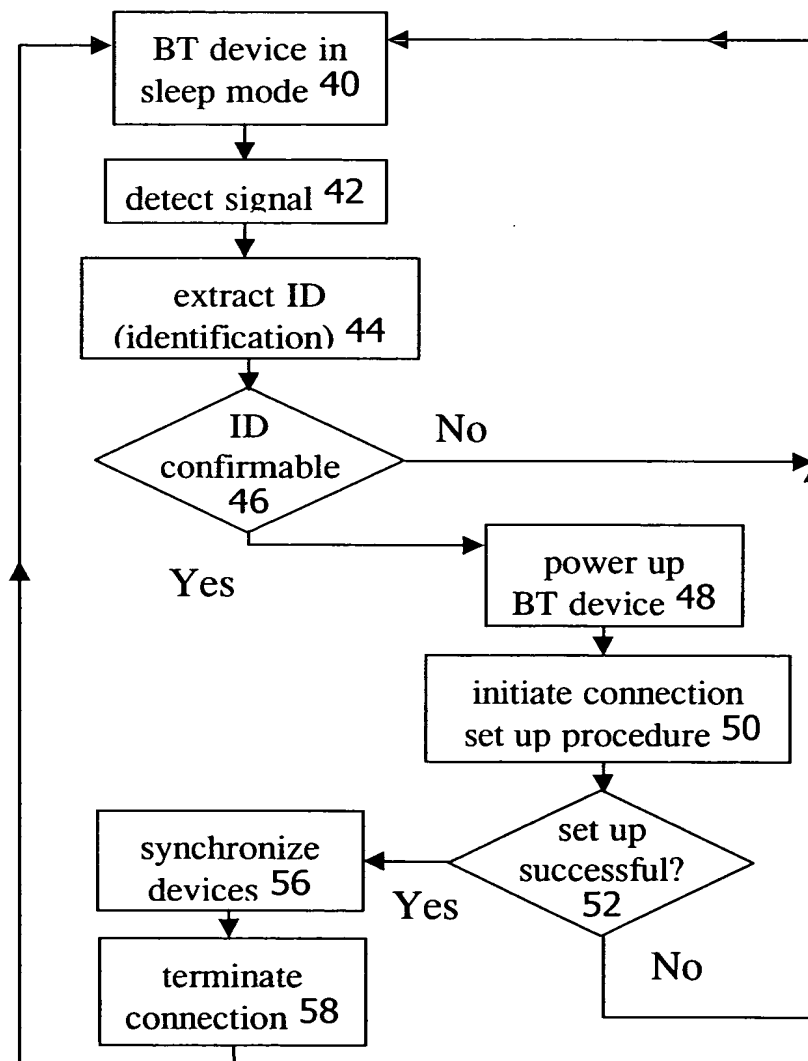 BT device in
sleep mode 40
detect signal 42
extract ID
(identification) 44
ID
confirmable
46
No
Yes
power up
BT device 48
initiate connection
set up procedure 50
set up
successful?
52
Yes
No
synchronize
devices 56
terminate
connection 58